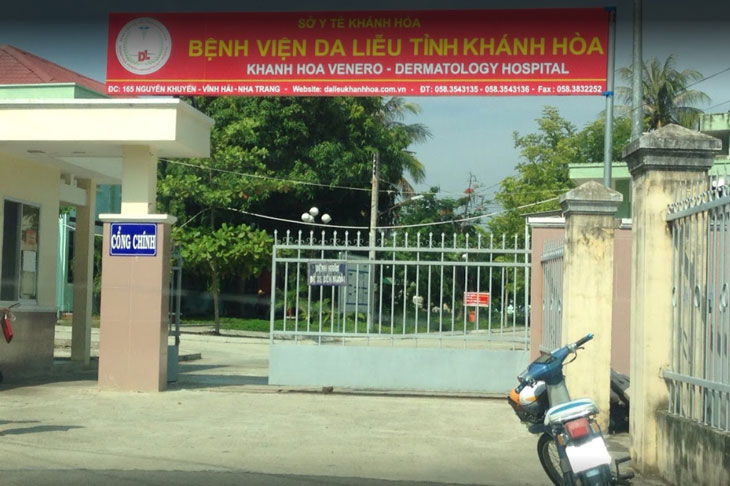 SỞ Y TẾ KHÁNH HÒA
BỆNH VIỆN DA LIỄU TỈNH KHÁNH HÒA
KHANH HOA VENERO - DERMATOLOGY HOSPITAL
ĐC: 165 NGUYỄN KHUYẾN - VĨNH HẢI - NHA TRANG - Website: dalieukhanhhoa.com.vn - ĐT: 058.3543135 - 058.3543136 - Fax : 058.3832252
CỔNG CHÍNH